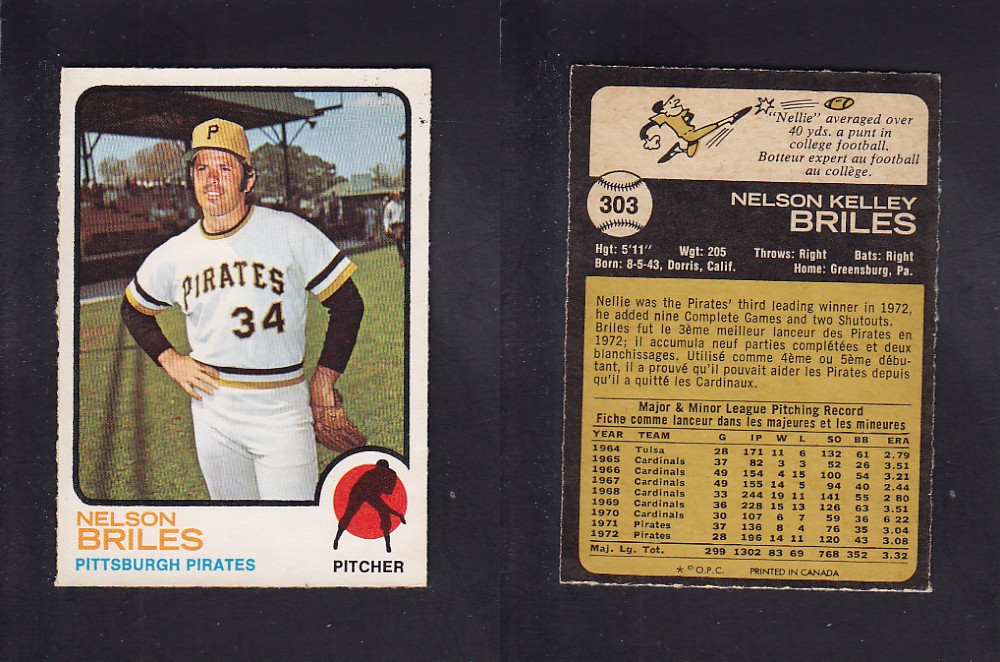 P
PIRATES
34
NELSON
BRILES
PITTSBURGH PIRATES
PITCHER
"Nellie" averaged over
40 yds. a punt in
college football.
Botteur expert au football
au collège.
303
NELSON KELLEY
BRILES
Hgt: 5'11" Wgt: 205 Throws: Right Bats: Right
Born: 8-5-43, Dorris, Calif. Home: Greensburg, Pa.
Nellie was the Pirates' third leading winner in 1972,
he added nine Complete Games and two Shutouts.
Briles fut le 3ème meilleur lanceur des Pirates en
1972; il accumula neuf parties complétées et deux
blanchissages. Utilisé comme 4ème ou 5ème débu-
tant, il a prouvé qu'il pouvait aider les Pirates depuis
qu'il a quitté les Cardinaux.
Major & Minor League Pitching Record
Fiche comme lanceur dans les majeures et les mineures
YEAR TEAM G IP W L SO BB ERA
1964 Tulsa 28 171 11 6 132 61 2.79
1965 Cardinals 37 82 3 3 52 26 3.51
1966 Cardinals 49 154 4 15 100 54 3.21
1967 Cardinals 49 155 14 5 94 40 2.44
1968 Cardinals 33 244 19 11 141 55 2 80
1969 Cardinals 36 228 15 13 126 63 3.51
1970 Cardinals 30 107 6 7 59 36 6 22
1971 Pirates 37 136 8 4 76 35 3.04
1972 Pirates 28 196 14 11 120 43 3.08
Maj. Lg. Tot. 299 1302 83 69 768 352 3.32
* © O.P.C. PRINTED IN CANADA